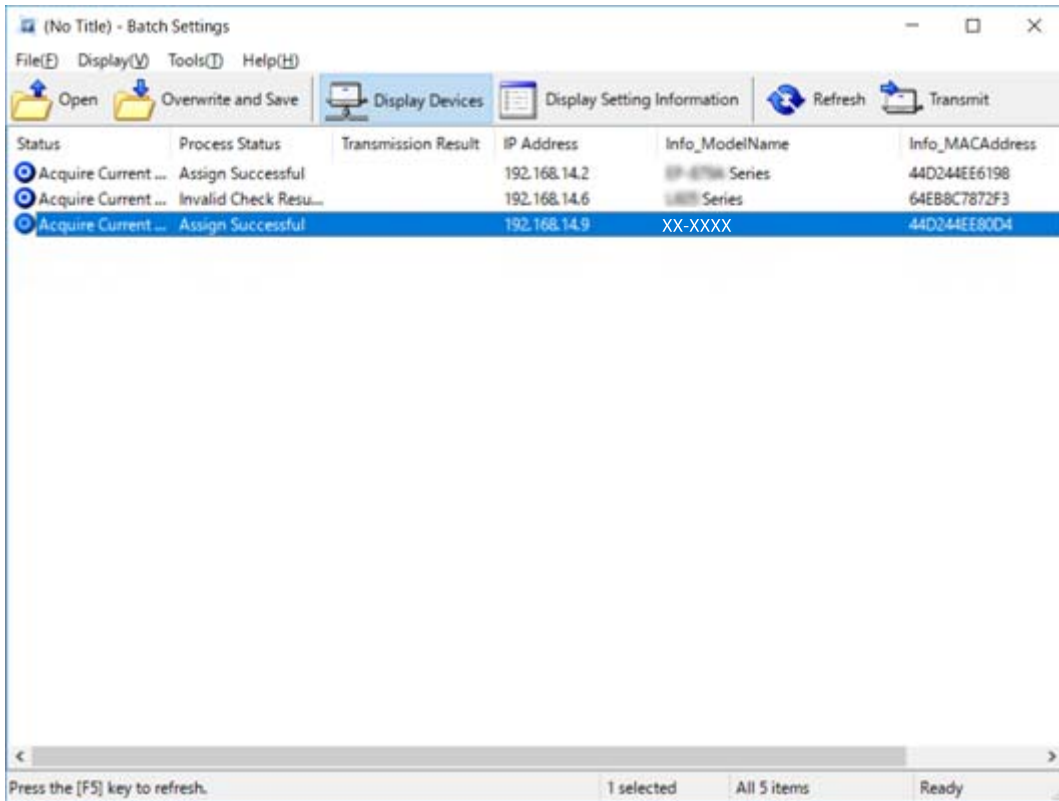 (No Title) - Batch Settings
File(F) Display(V) Tools(T) Help(H)
Open Overwrite and Save Display Devices Display Setting Information Refresh Transmit
Status Process Status Transmission Result IP Address Info_ModelName Info_MACAddress
Acquire Current ... Assign Successful 192.168.14.2 Series 44D244EE6198
Acquire Current ... Invalid Check Resu... 192.168.14.6 Series 64EB8C7872F3
Acquire Current ... Assign Successful 192.168.14.9 XX-XXXX 44D244EE80D4
Press the [F5] key to refresh. 1 selected All 5 items Ready